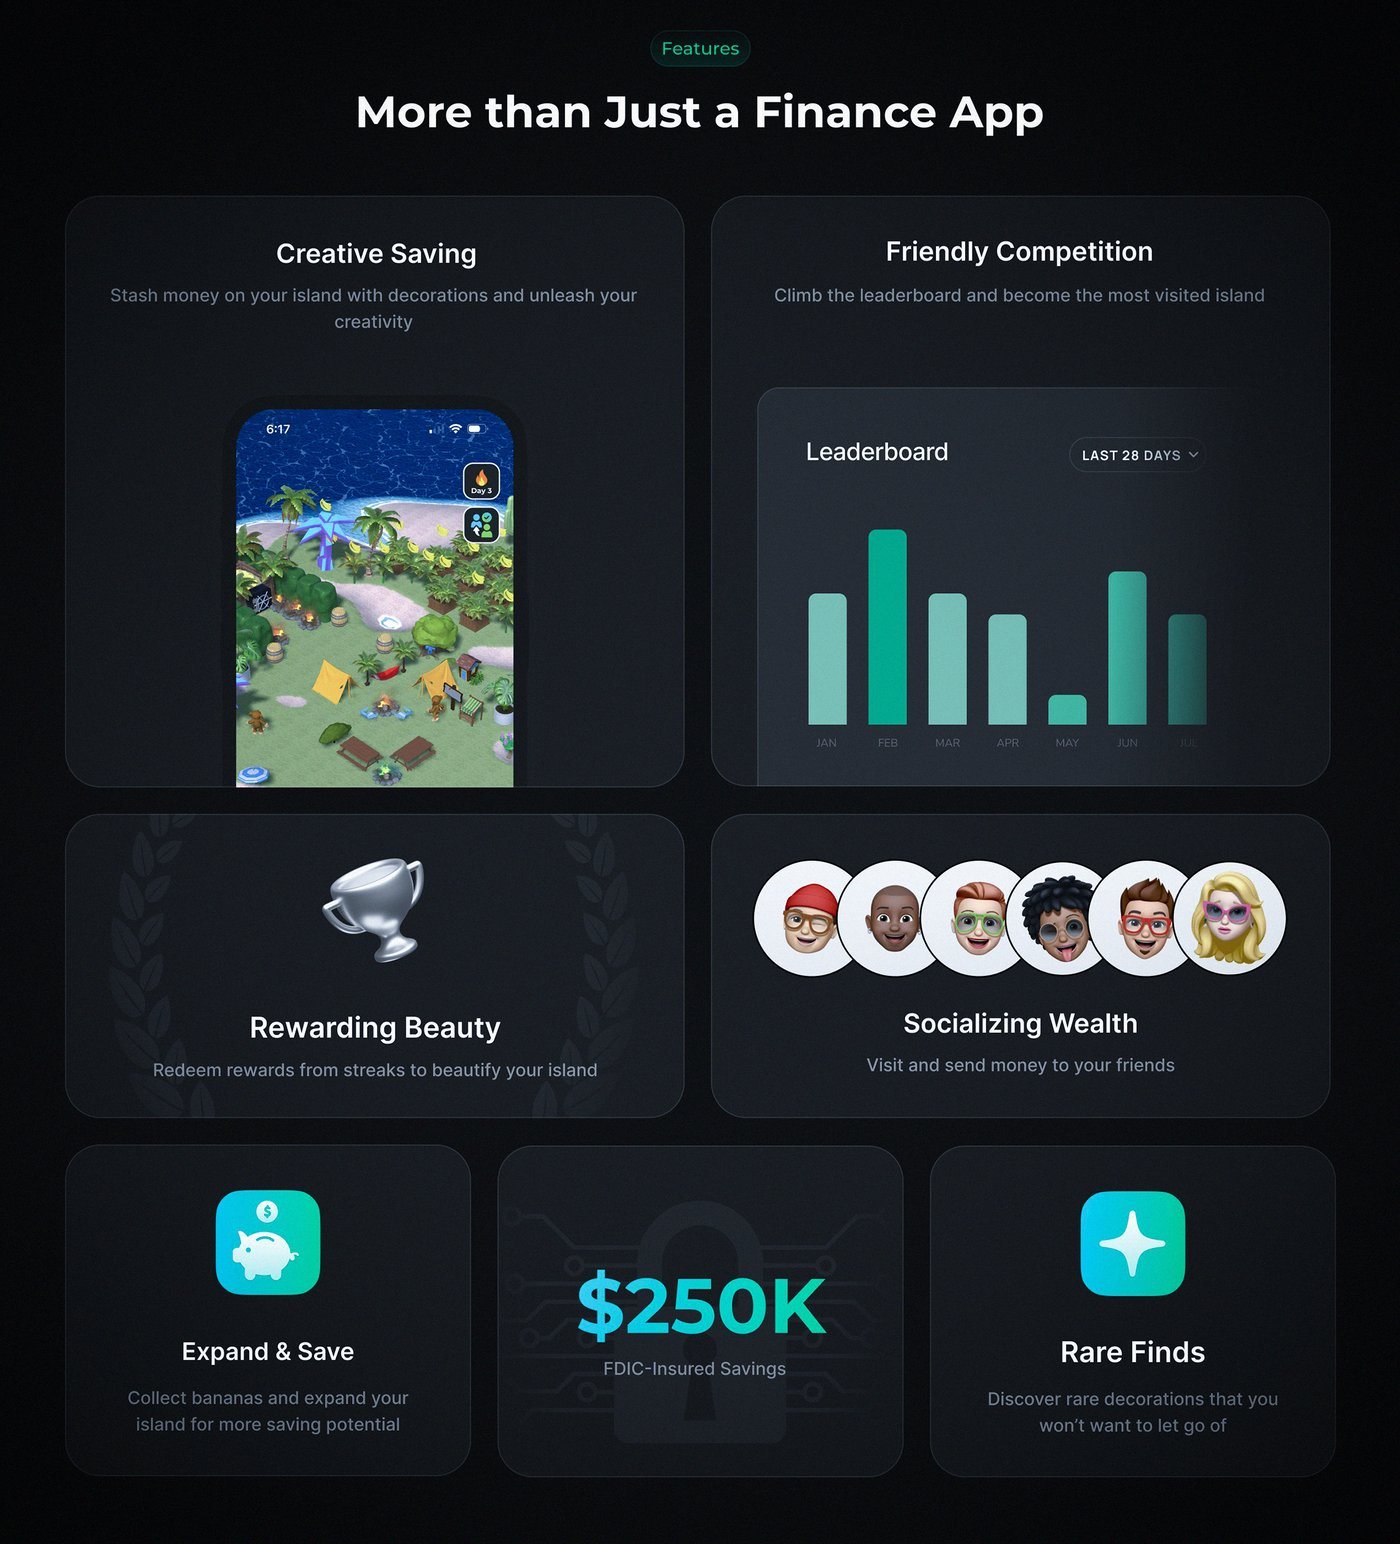 Features
More than Just a Finance App
Creative Saving
Stash money on your island with decorations and unleash your
creativity
6:17
Day 3
Friendly Competition
Climb the leaderboard and become the most visited island
Leaderboard
LAST 28 DAYS
JAN FEB MAR APR MAY JUN JUL
Rewarding Beauty
Redeem rewards from streaks to beautify your island
Socializing Wealth
Visit and send money to your friends
$
Expand & Save
Collect bananas and expand your
island for more saving potential
$250K
FDIC-Insured Savings
Rare Finds
Discover rare decorations that you
won’t want to let go of